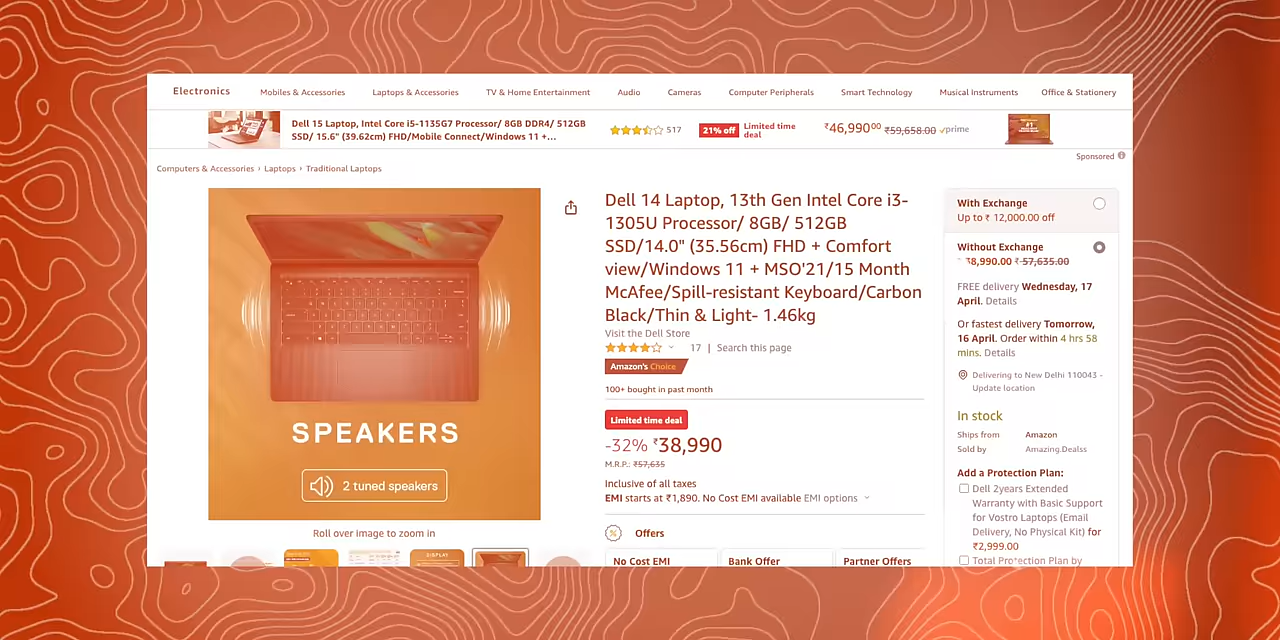 Electronics Mobiles & Accessories Laptops & Accessories TV & Home Entertainment Audio Cameras Computer Peripherals Smart Technology Musical Instruments Office & Stationery
Dell 15 Laptop, Intel Core i5-1135G7 Processor/ 8GB DDR4/ 512GB
SSD/ 15.6" (39.62cm) FHD/Mobile Connect/Windows 11 +...
517
21% off
Limited time
deal
₹46,990⁰⁰ ₹59,658.00 prime
#1
Sponsored
Computers & Accessories › Laptops › Traditional Laptops
SPEAKERS
2 tuned speakers
Roll over image to zoom in
DISPLAY
Dell 14 Laptop, 13th Gen Intel Core i3-
1305U Processor/ 8GB/ 512GB
SSD/14.0" (35.56cm) FHD + Comfort
view/Windows 11 + MSO'21/15 Month
McAfee/Spill-resistant Keyboard/Carbon
Black/Thin & Light- 1.46kg
Visit the Dell Store
17 | Search this page
Amazon's Choice
100+ bought in past month
Limited time deal
-32% ₹38,990
M.R.P.: ₹57,635
Inclusive of all taxes
EMI starts at ₹1,890. No Cost EMI available EMI options
Offers
No Cost EMI Bank Offer Partner Offers
With Exchange
Up to ₹ 12,000.00 off
Without Exchange
8,990.00 ₹ 57,635.00
FREE delivery Wednesday, 17
April. Details
Or fastest delivery Tomorrow,
16 April. Order within 4 hrs 58
mins. Details
Delivering to New Delhi 110043 -
Update location
In stock
Ships from Amazon
Sold by Amazing.Dealss
Add a Protection Plan:
Dell 2years Extended
Warranty with Basic Support
for Vostro Laptops (Email
Delivery, No Physical Kit) for
₹2,999.00
Total Protection Plan by